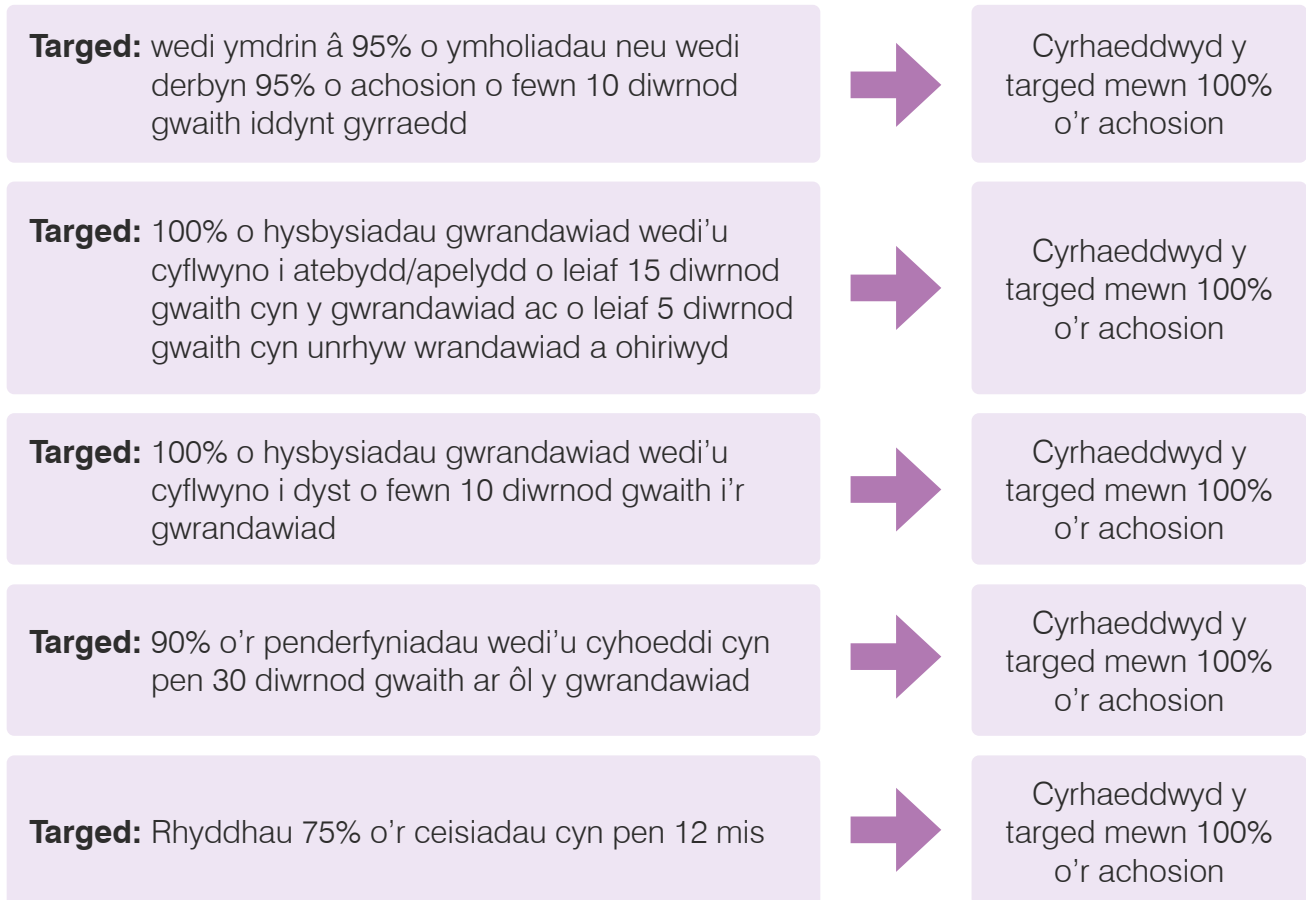 Targed: wedi ymdrin â 95% o ymholiadau neu wedi
derbyn 95% o achosion o fewn 10 diwrnod
gwaith iddynt gyrraedd
Cyrhaeddwyd y
targed mewn 100%
o’r achosion
Targed: 100% o hysbysiadau gwrandawiad wedi’u
cyflwyno i atebydd/apelydd o leiaf 15 diwrnod
gwaith cyn y gwrandawiad ac o leiaf 5 diwrnod
gwaith cyn unrhyw wrandawiad a ohiriwyd
Cyrhaeddwyd y
targed mewn 100%
o’r achosion
Targed: 100% o hysbysiadau gwrandawiad wedi’u
cyflwyno i dyst o fewn 10 diwrnod gwaith i’r
gwrandawiad
Cyrhaeddwyd y
targed mewn 100%
o’r achosion
Targed: 90% o’r penderfyniadau wedi’u cyhoeddi cyn
pen 30 diwrnod gwaith ar ôl y gwrandawiad
Cyrhaeddwyd y
targed mewn 100%
o’r achosion
Targed: Rhyddhau 75% o’r ceisiadau cyn pen 12 mis
Cyrhaeddwyd y
targed mewn 100%
o’r achosion